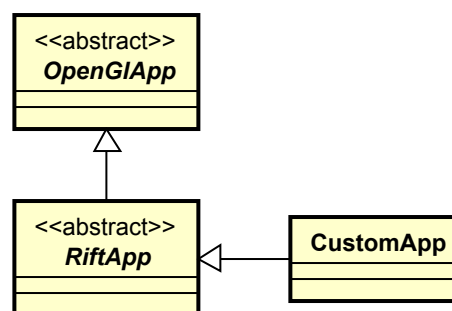 <<abstract>>
OpenGlApp
<<abstract>>
RiftApp
CustomApp